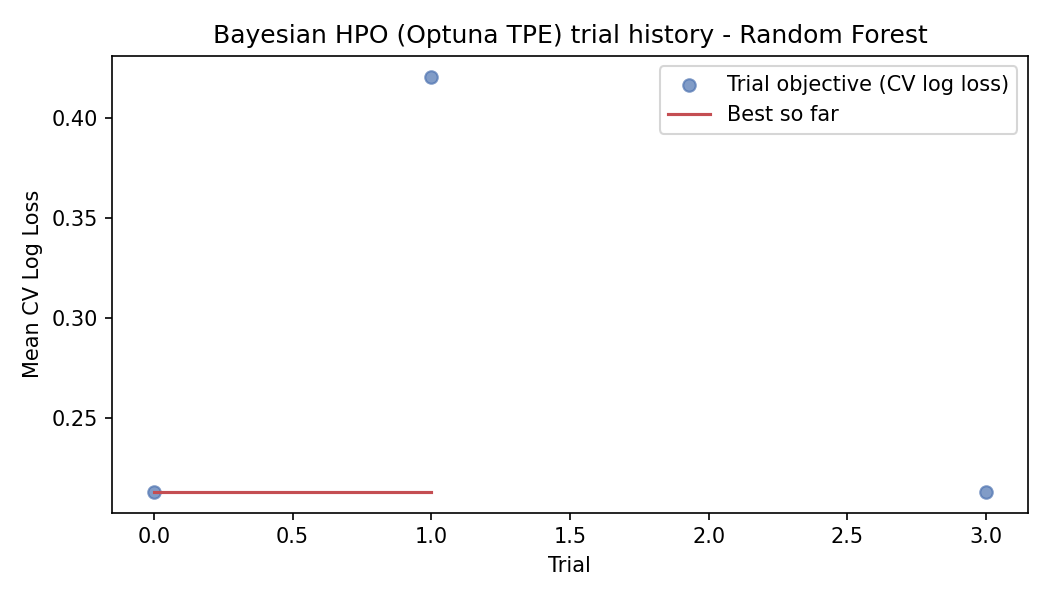 Bayesian HPO (Optuna TPE) trial history - Random Forest
Trial objective (CV log loss)
Best so far
Mean CV Log Loss
0.40
0.35
0.30
0.25
0.0 0.5 1.0 1.5 2.0 2.5 3.0
Trial